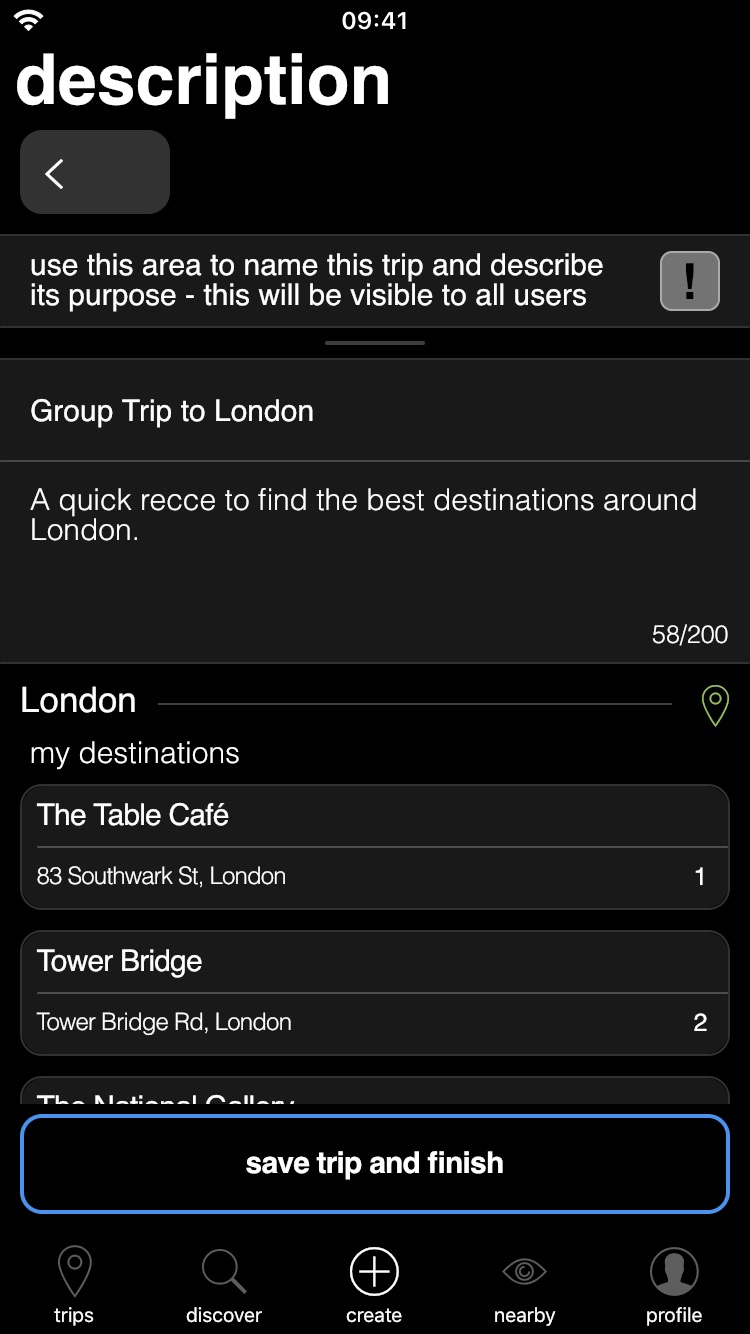 09:41
description
use this area to name this trip and describe
its purpose - this will be visible to all users
!
Group Trip to London
A quick recce to find the best destinations around
London.
58/200
London
my destinations
The Table Café
83 Southwark St, London
1
Tower Bridge
Tower Bridge Rd, London
2
The National Gallery
save trip and finish
trips
discover
create
nearby
profile